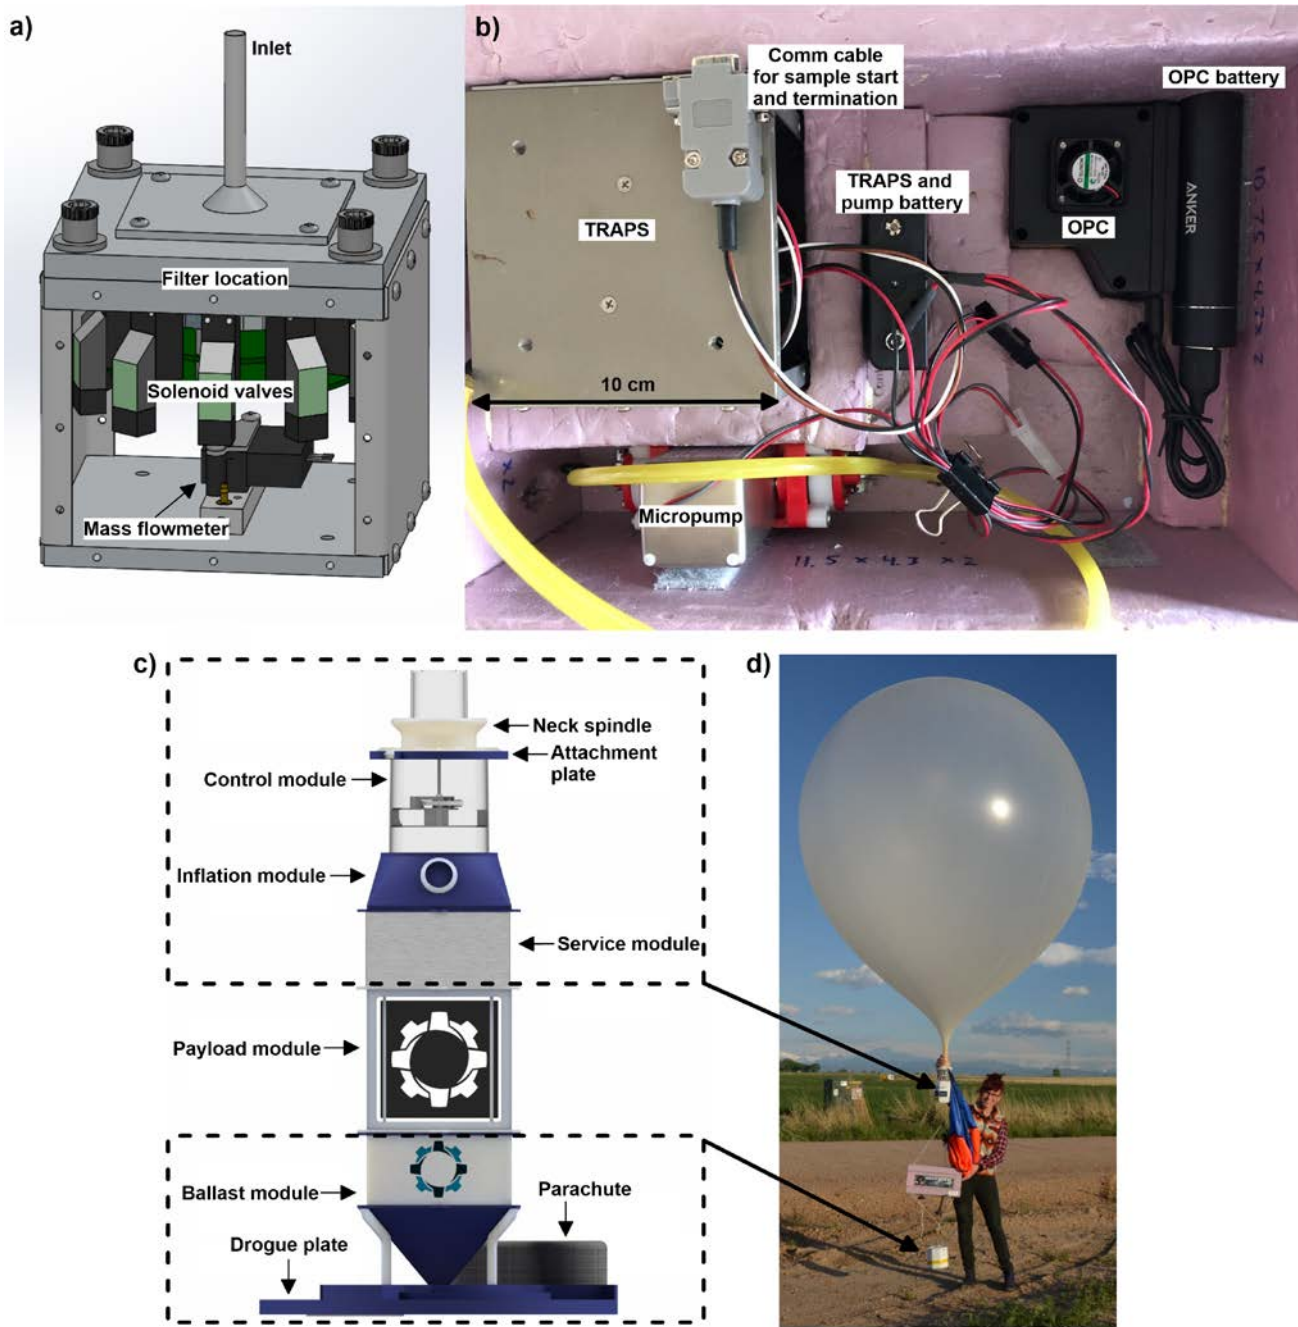 a)
Inlet
Filter location
Solenoid valves
Mass flowmeter
b)
Comm cable
for sample start
and termination
OPC battery
TRAPS and
pump battery
TRAPS
OPC
ANKER
10 cm
Micropump
11.5 x 4.3 x 2
c)
Neck spindle
Attachment
plate
Control module
Inflation module
Service module
Payload module
Ballast module
Parachute
Drogue plate
d)